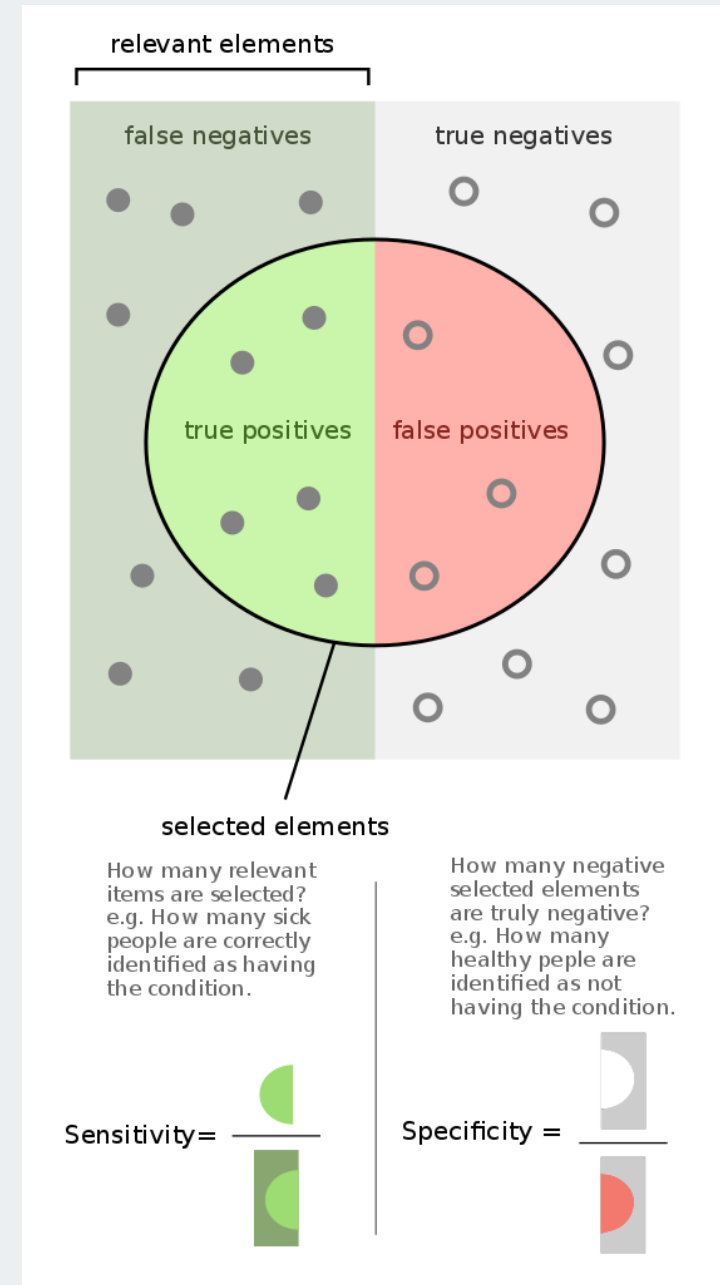 relevant elements
false negatives
true negatives
true positives
false positives
selected elements
How many relevant
items are selected?
e.g. How many sick
people are correctly
identified as having
the condition.
How many negative
selected elements
are truly negative?
e.g. How many
healthy peple are
identified as not
having the condition.
Sensitivity=
Specificity =